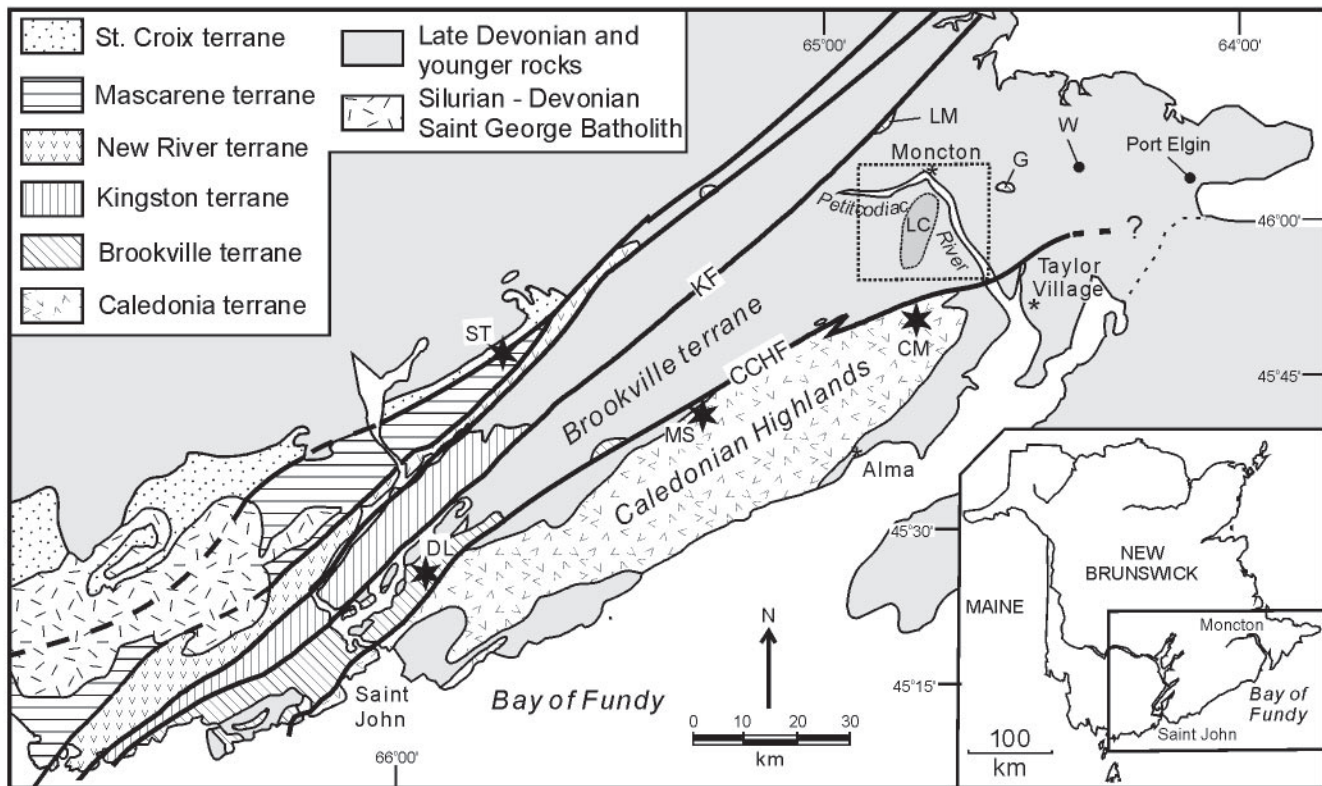 St. Croix terrane
Mascarene terrane
New River terrane
Kingston terrane
Brookville terrane
Caledonia terrane
Late Devonian and
younger rocks
Silurian - Devonian
Saint George Batholith
65°00'
64°00'
LM
Moncton
*
W
G
Port Elgin
Petitcodiac
River
LC
46°00'
?
Taylor
Village
*
KF
ST
Brookville terrane
CCHF
CM
MS
Caledonian Highlands
45°45'
Alma
*
DL
45°30'
N
45°15'
Saint
John
Bay of Fundy
0 10 20 30
km
66°00'
NEW
BRUNSWICK
MAINE
Moncton
Bay of
Fundy
Saint John
100
km